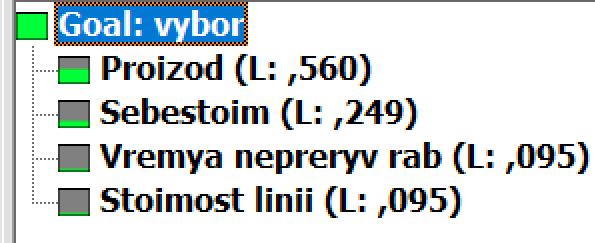 Goal: vybor
Proizod (L: ,560)
Sebestoim (L: ,249)
Vremya nepreryv rab (L: ,095)
Stoimost linii (L: ,095)